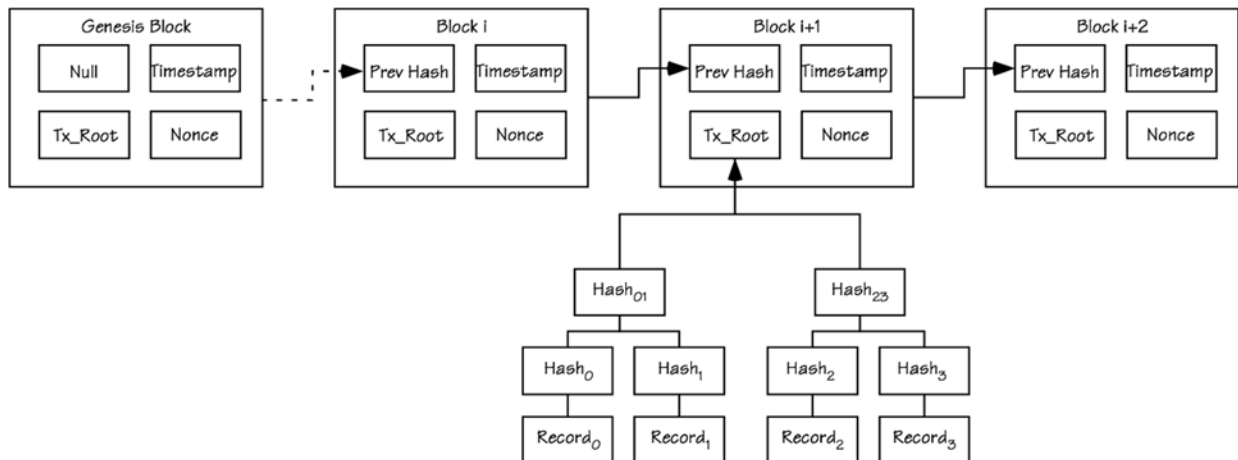 Genesis Block
Null
Timestamp
Tx_Root
Nonce
Block i
Prev Hash
Timestamp
Tx_Root
Nonce
Block i+1
Prev Hash
Timestamp
Tx_Root
Nonce
Block i+2
Prev Hash
Timestamp
Tx_Root
Nonce
Hash01
Hash23
Hash0
Hash1
Hash2
Hash3
Record0
Record1
Record2
Record3